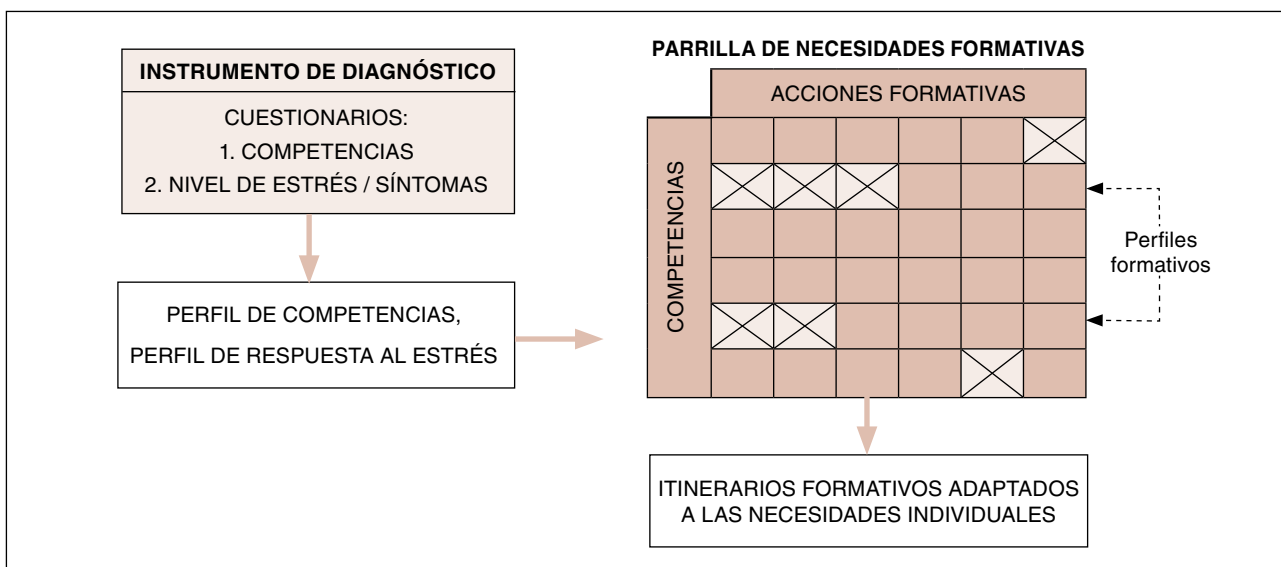 INSTRUMENTO DE DIAGNÓSTICO
CUESTIONARIOS:
1. COMPETENCIAS
2. NIVEL DE ESTRÉS / SÍNTOMAS
PERFIL DE COMPETENCIAS,
PERFIL DE RESPUESTA AL ESTRÉS
PARRILLA DE NECESIDADES FORMATIVAS
ACCIONES FORMATIVAS
COMPETENCIAS
Perfiles
formativos
ITINERARIOS FORMATIVOS ADAPTADOS
A LAS NECESIDADES INDIVIDUALES